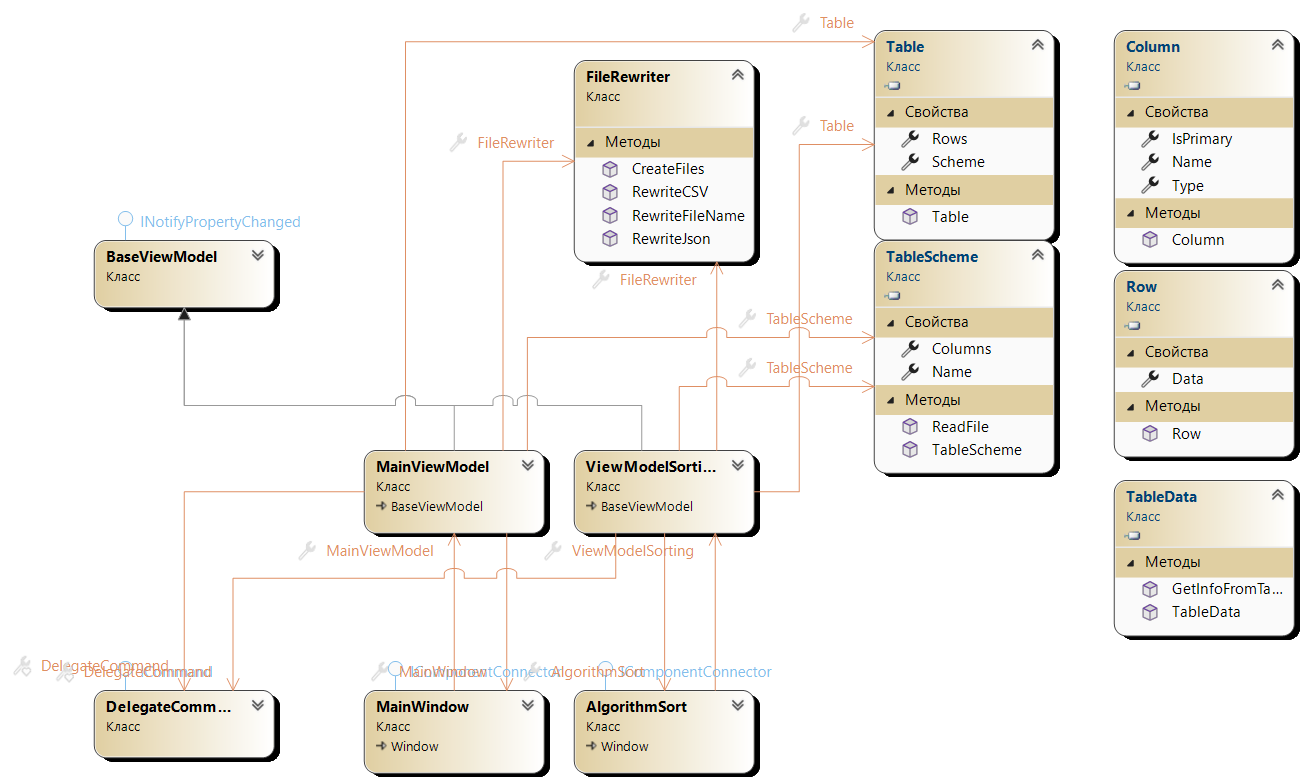 Table
Table
Класс
Свойства
Rows
Scheme
Методы
Table
Column
Класс
Свойства
IsPrimary
Name
Type
Методы
Column
FileRewriter
Класс
Методы
CreateFiles
RewriteCSV
RewriteFileName
RewriteJson
FileRewriter
Table
INotifyPropertyChanged
BaseViewModel
Класс
FileRewriter
TableScheme
Класс
Свойства
Columns
Name
Методы
ReadFile
TableScheme
Row
Класс
Свойства
Data
Методы
Row
TableScheme
TableScheme
MainViewModel
Класс
BaseViewModel
ViewModelSorti...
Класс
BaseViewModel
TableData
Класс
Методы
GetInfoFromTa...
TableData
MainViewModel
ViewModelSorting
DelegateCommand
DelegateCommand
MainWindow
IComponentConnector
AlgorithmSort
IComponentConnector
DelegateComm...
Класс
MainWindow
Класс
Window
AlgorithmSort
Класс
Window